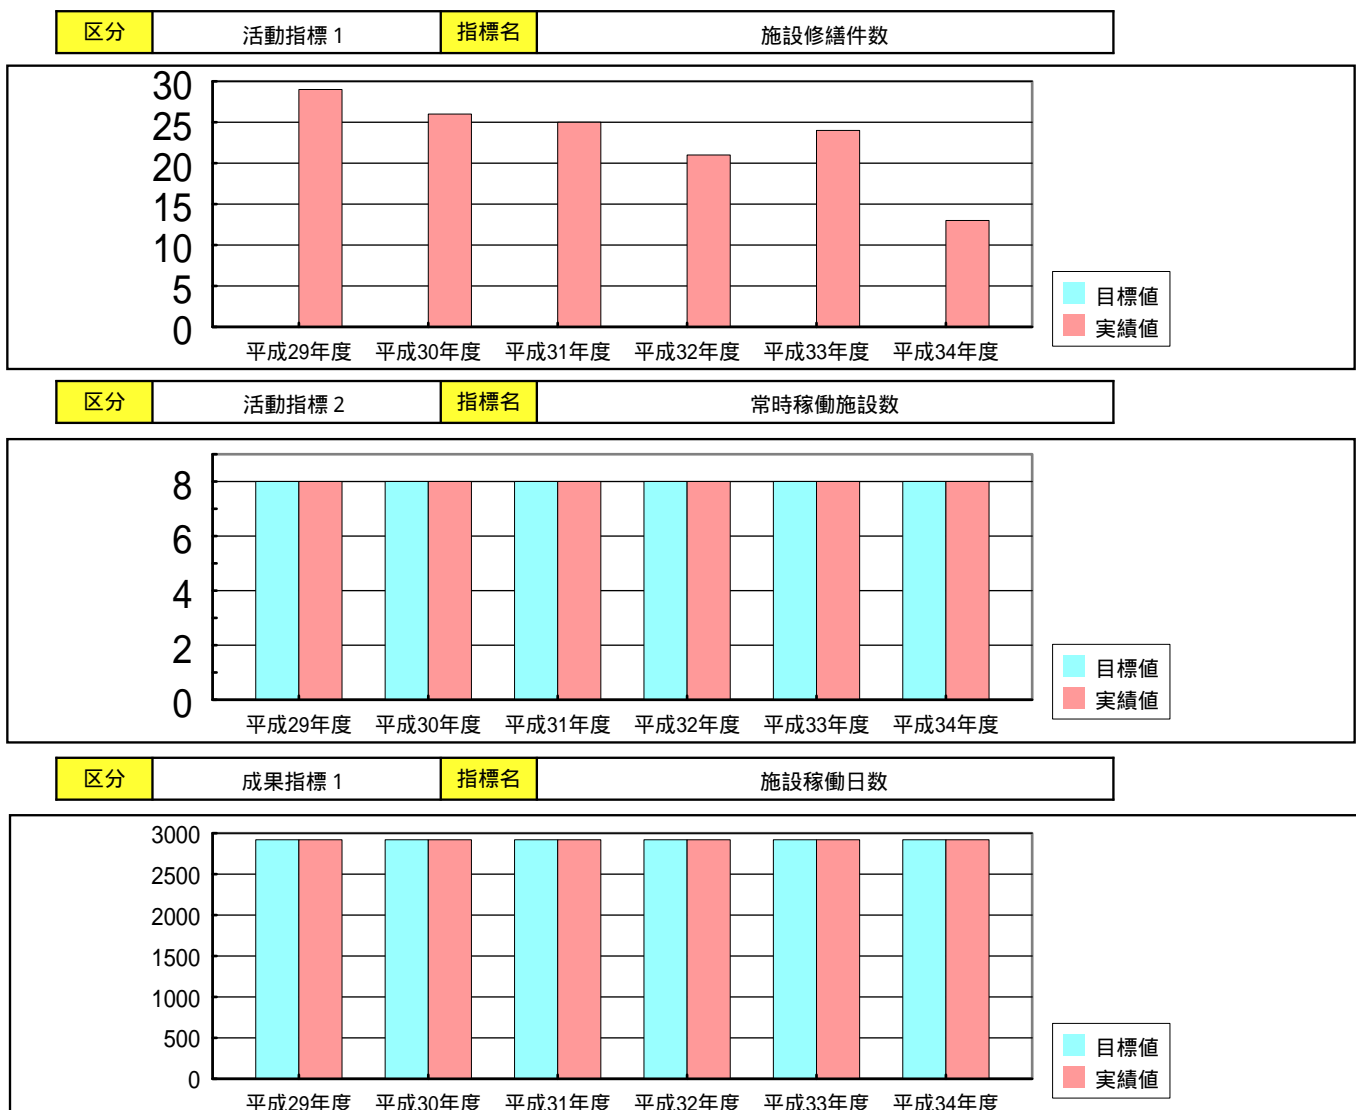 区分 活動指標1 指標名 施設修繕件数
30
25
20
15
10
5
0
平成29年度 平成30年度 平成31年度 平成32年度 平成33年度 平成34年度
目標値
実績値
区分 活動指標2 指標名 常時稼働施設数
8
6
4
2
0
平成29年度 平成30年度 平成31年度 平成32年度 平成33年度 平成34年度
目標値
実績値
区分 成果指標1 指標名 施設稼働日数
3000
2500
2000
1500
1000
500
0
平成29年度 平成30年度 平成31年度 平成32年度 平成33年度 平成34年度
目標値
実績値